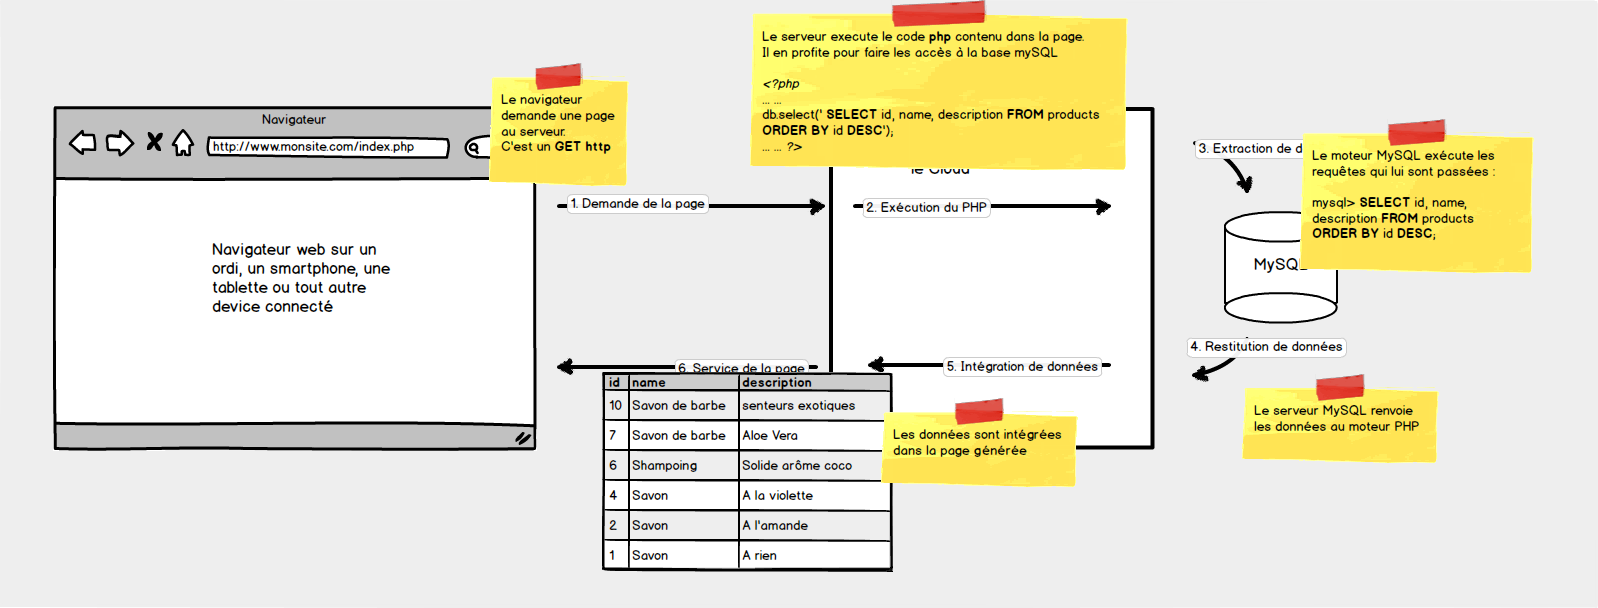 Navigateur
http://www.monsite.com/index.php
Navigateur web sur un
ordi, un smartphone, une
tablette ou tout autre
device connecté
Le navigateur
demande une page
au serveur.
C'est un GET http
1. Demande de la page
Le serveur execute le code php contenu dans la page.
Il en profite pour faire les accès à la base mySQL
<?php
... ...
db.select(' SELECT id, name, description FROM products
ORDER BY id DESC');
... ... ?>
le Cloud
2. Exécution du PHP
3. Extraction de
Le moteur MySQL exécute les
requêtes qui lui sont passées :
mysql> SELECT id, name,
description FROM products
ORDER BY id DESC;
MySQL
4. Restitution de données
Le serveur MySQL renvoie
les données au moteur PHP
5. Intégration de données
Les données sont intégrées
dans la page générée
6. Service de la page
id name description
10 Savon de barbe senteurs exotiques
7 Savon de barbe Aloe Vera
6 Shampoing Solide arôme coco
4 Savon A la violette
2 Savon A l'amande
1 Savon A rien